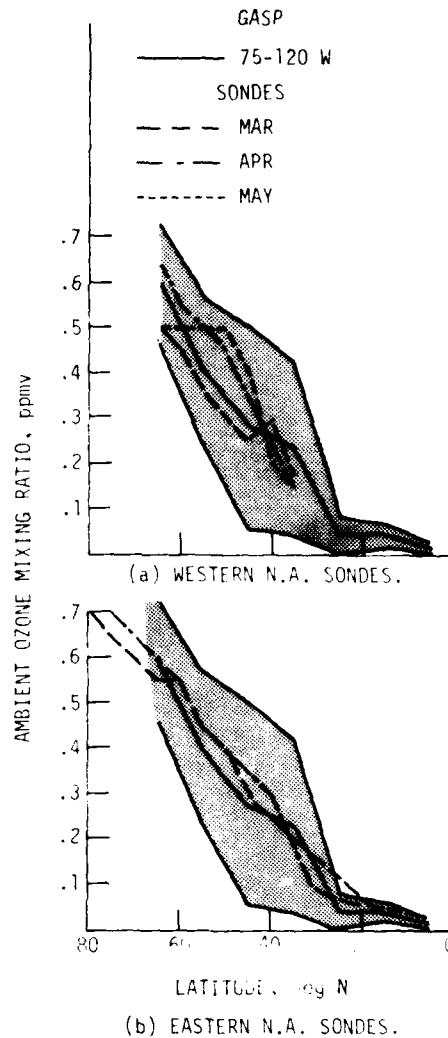 GASP
75-120 W
SONDES
MAR
APR
MAY
AMBIENT OZONE MIXING RATIO, ppmv
.7
.6
.5
.4
.3
.2
.1
(a) WESTERN N.A. SONDES.
.7
.6
.5
.4
.3
.2
.1
80 60 40 0
N
(b) EASTERN N.A. SONDES.